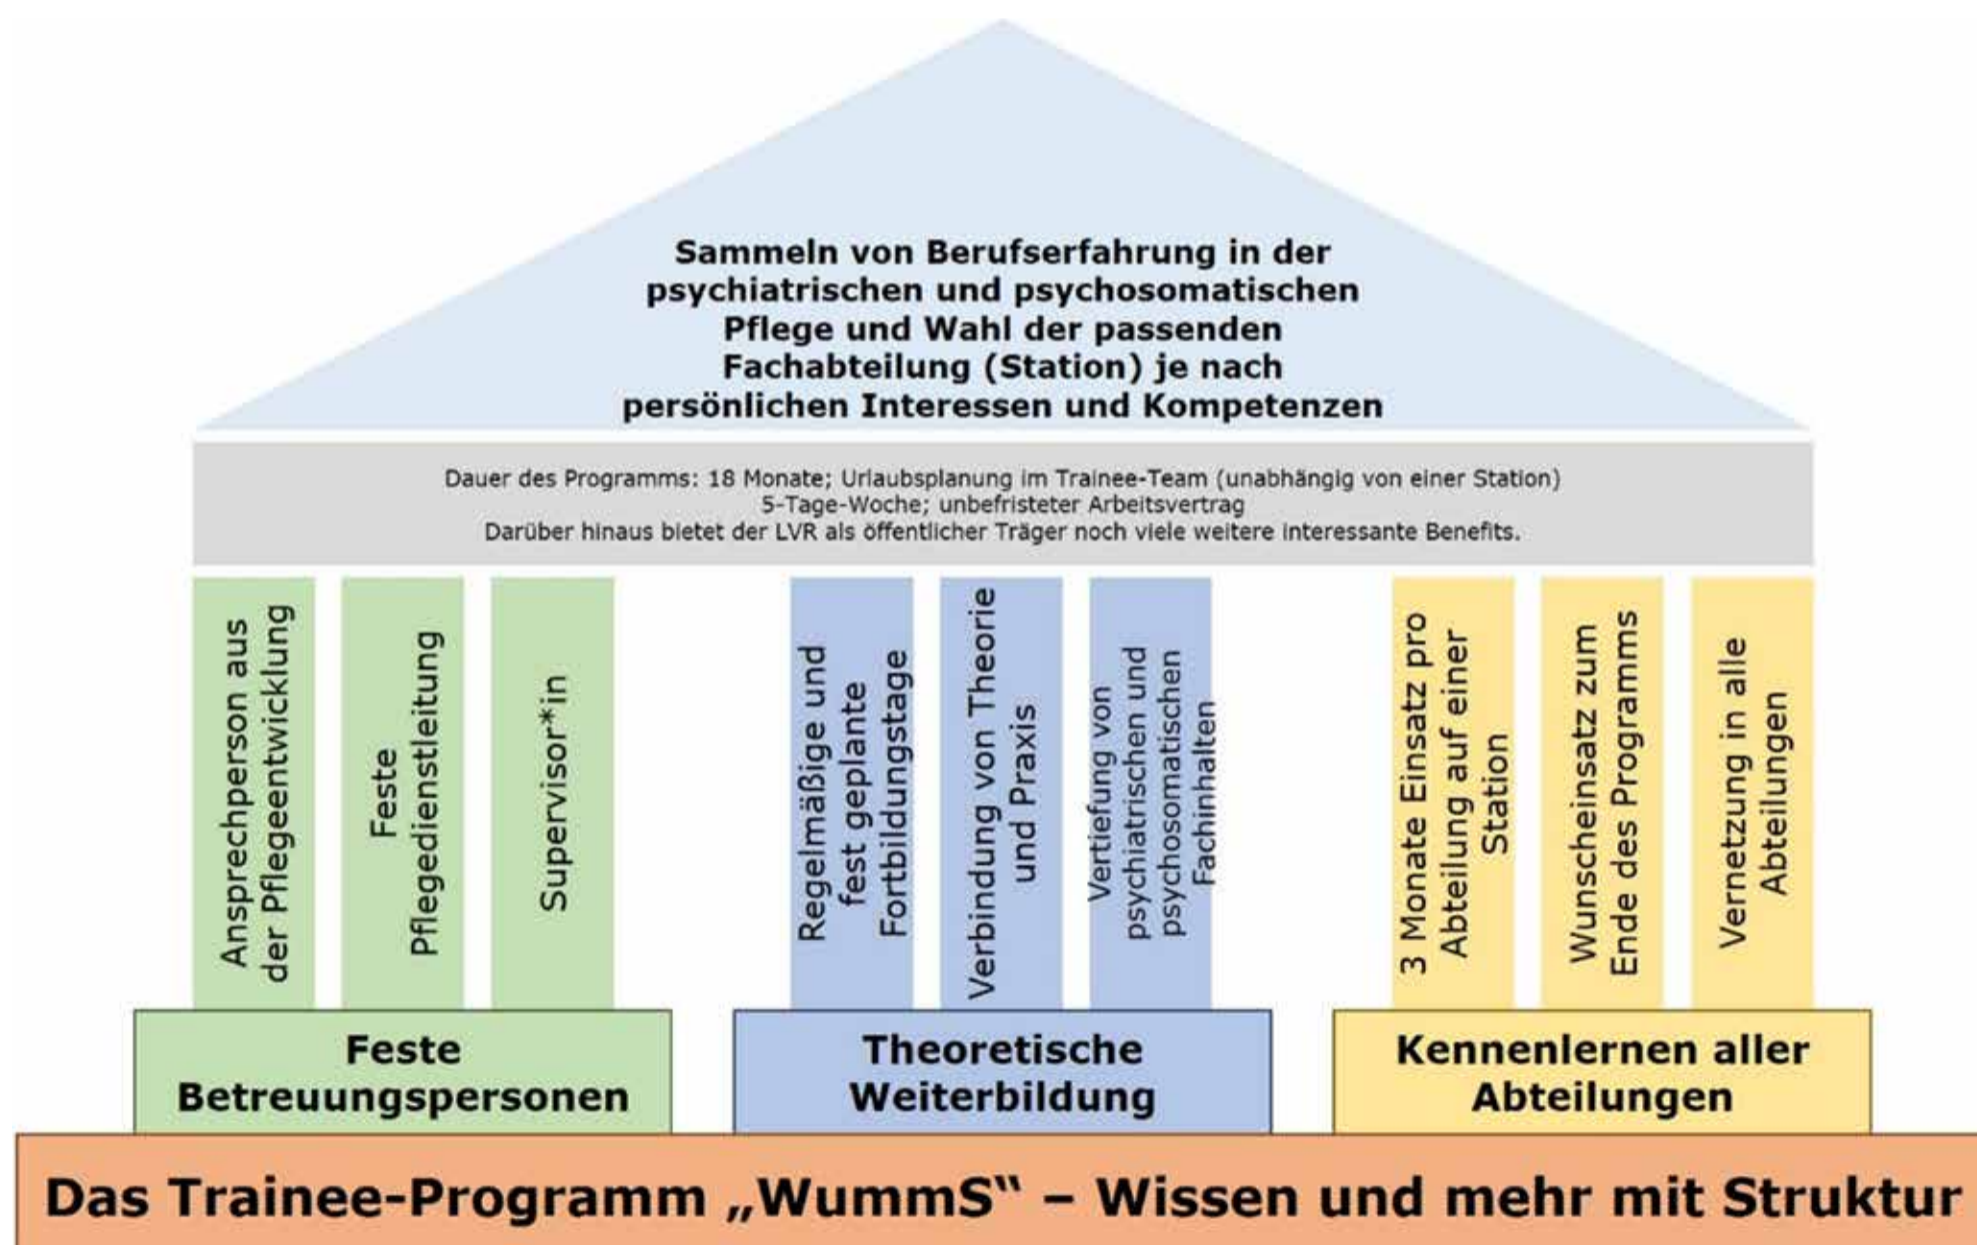 Sammeln von Berufserfahrung in der
psychiatrischen und psychosomatischen
Pflege und Wahl der passenden
Fachabteilung (Station) je nach
persönlichen Interessen und Kompetenzen
Dauer des Programms: 18 Monate; Urlaubsplanung im Trainee-Team (unabhängig von einer Station)
5-Tage-Woche; unbefristeter Arbeitsvertrag
Darüber hinaus bietet der LVR als öffentlicher Träger noch viele weitere interessante Benefits.
Ansprechperson aus
der Pflegeentwicklung
Feste
Pflegedienstleitung
Supervisor*in
Regelmäßige und
fest geplante
Fortbildungstage
Verbindung von Theorie
und Praxis
Vertiefung von
psychiatrischen und
psychosomatischen
Fachinhalten
3 Monate Einsatz pro
Abteilung auf einer
Station
Wunscheinsatz zum
Ende des Programms
Vernetzung in alle
Abteilungen
Feste
Betreuungspersonen
Theoretische
Weiterbildung
Kennenlernen aller
Abteilungen
Das Trainee-Programm „WummS“ – Wissen und mehr mit Struktur